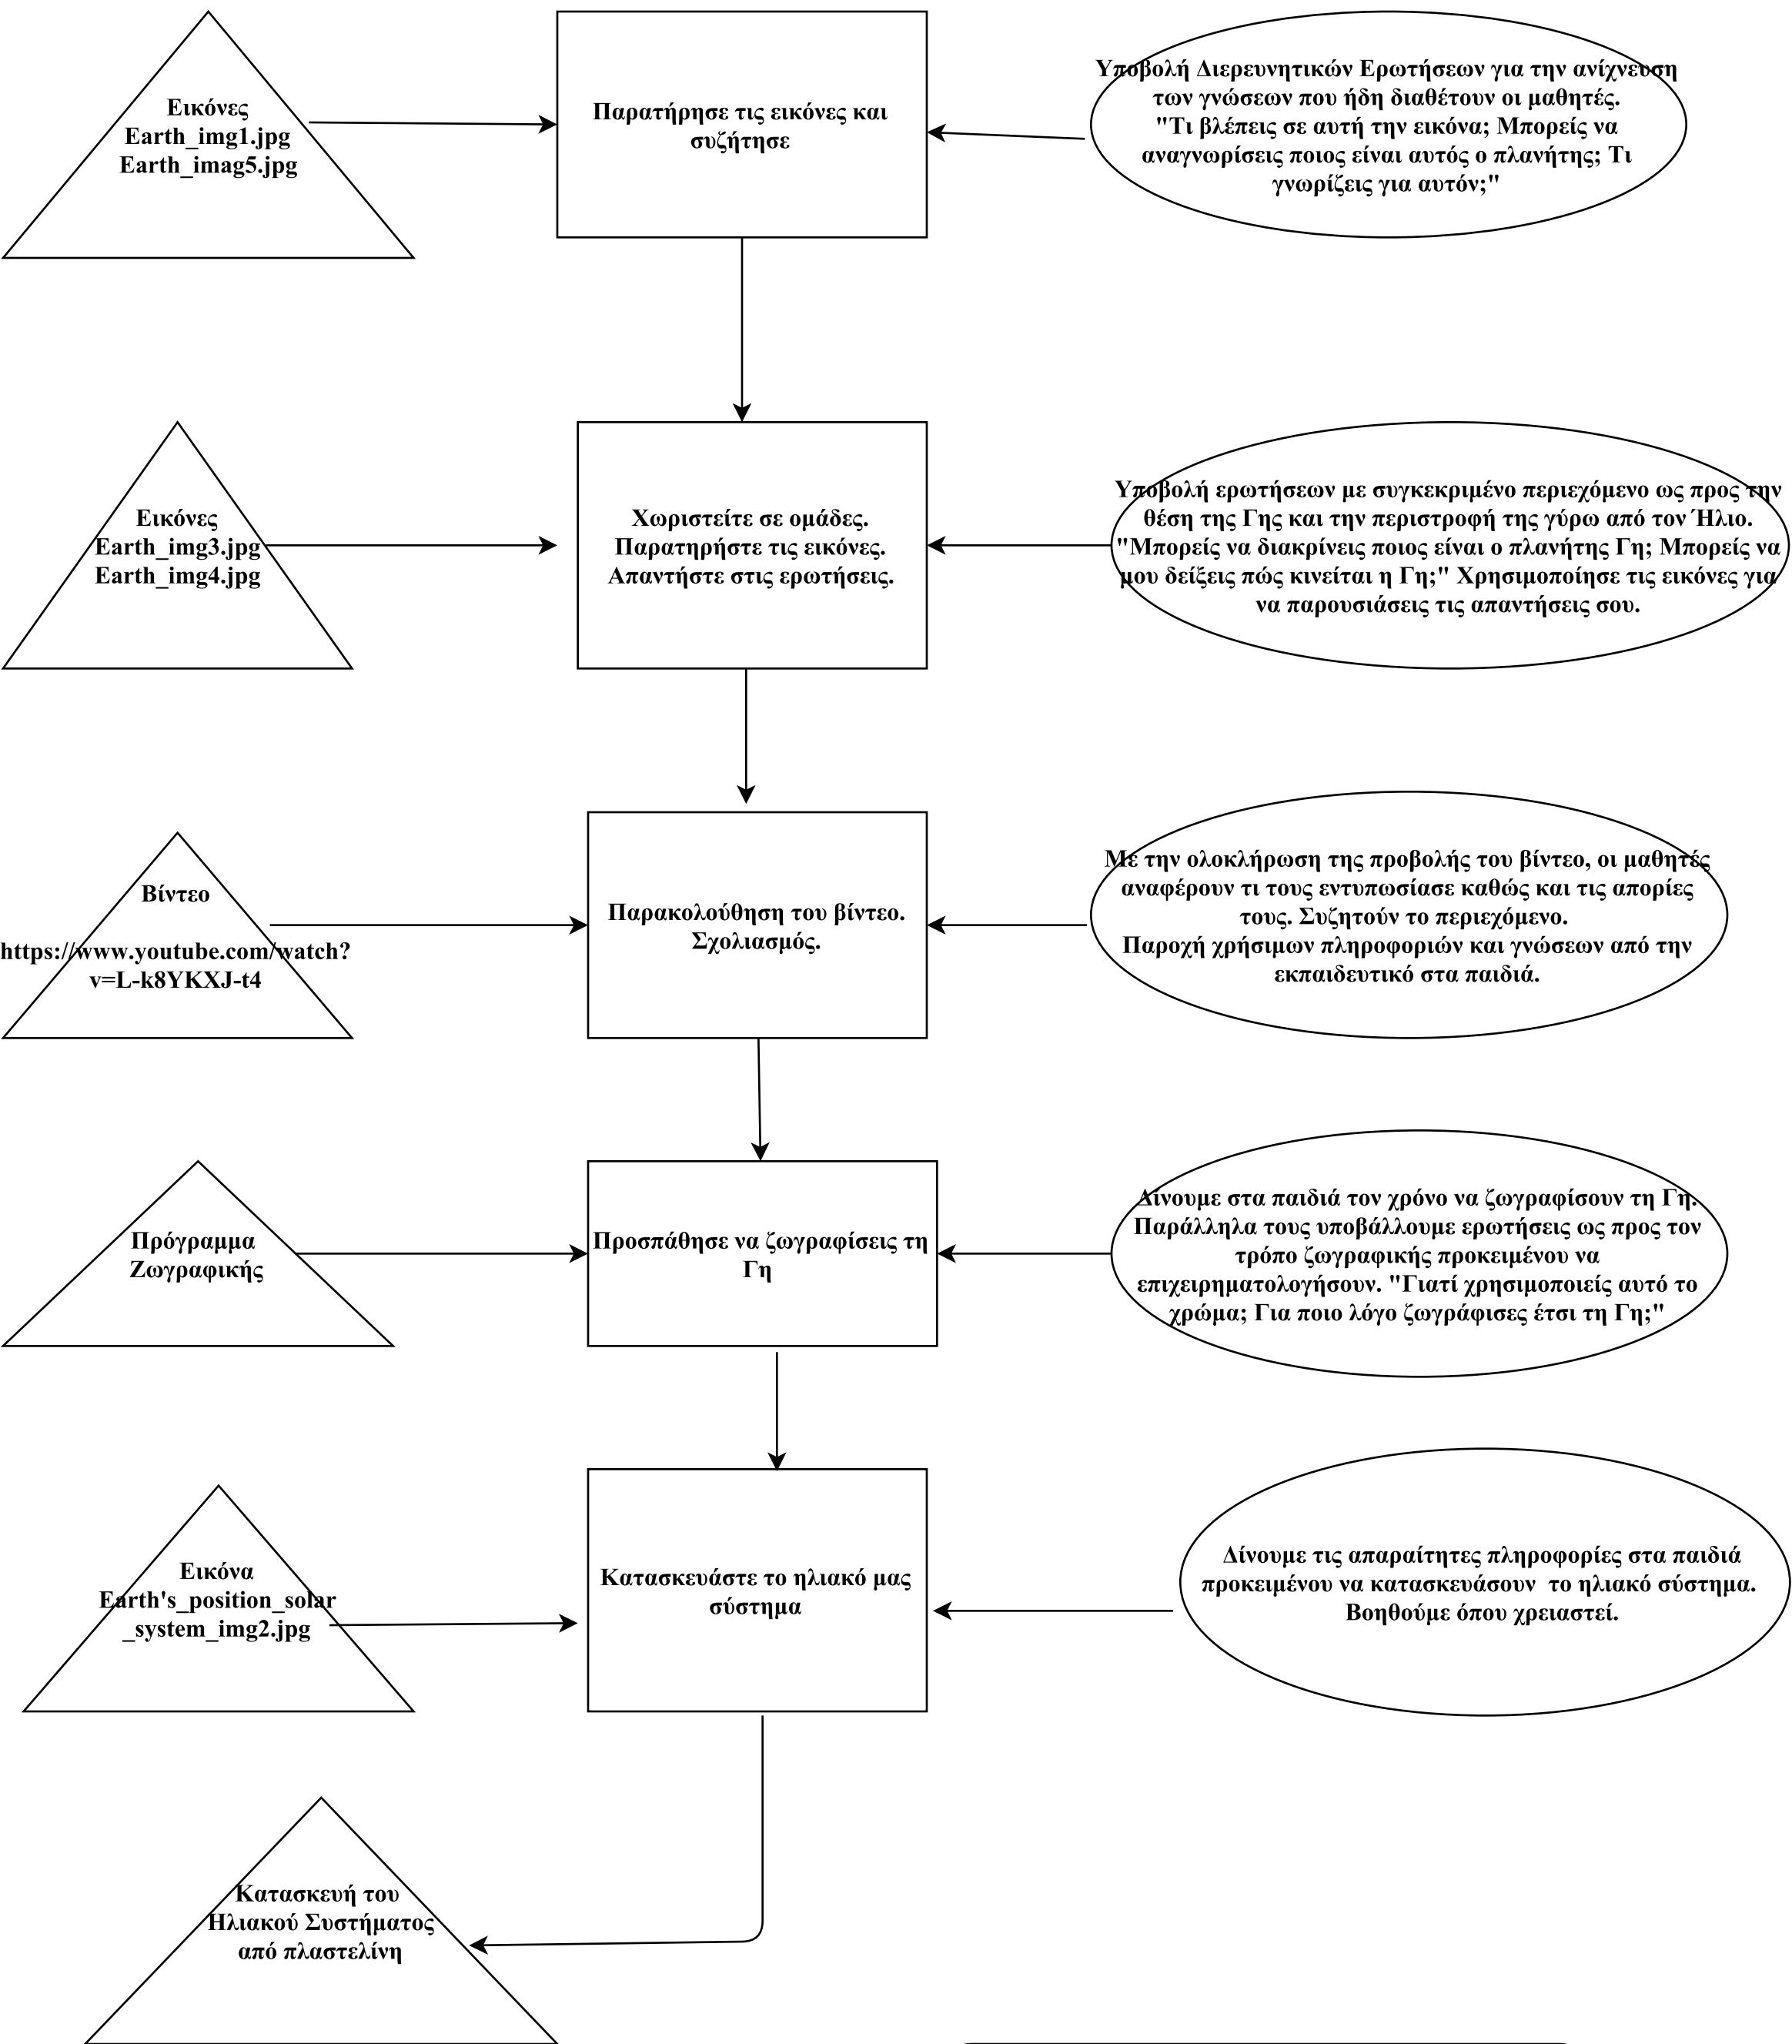 Εικόνες
Earth_img1.jpg
Earth_imag5.jpg
Παρατήρησε τις εικόνες και
συζήτησε
Υποβολή Διερευνητικών Ερωτήσεων για την ανίχνευση
των γνώσεων που ήδη διαθέτουν οι μαθητές.
"Τι βλέπεις σε αυτή την εικόνα; Μπορείς να
αναγνωρίσεις ποιος είναι αυτός ο πλανήτης; Τι
γνωρίζεις για αυτόν;"
Εικόνες
Earth_img3.jpg
Earth_img4.jpg
Χωριστείτε σε ομάδες.
Παρατηρήστε τις εικόνες.
Απαντήστε στις ερωτήσεις.
Υποβολή ερωτήσεων με συγκεκριμένο περιεχόμενο ως προς την
θέση της Γης και την περιστροφή της γύρω από τον Ήλιο.
"Μπορείς να διακρίνεις ποιος είναι ο πλανήτης Γη; Μπορείς να
μου δείξεις πώς κινείται η Γη;" Χρησιμοποίησε τις εικόνες για
να παρουσιάσεις τις απαντήσεις σου.
Βίντεο
https://www.youtube.com/watch?
v=L-k8YKXJ-t4
Παρακολούθηση του βίντεο.
Σχολιασμός.
Με την ολοκλήρωση της προβολής του βίντεο, οι μαθητές
αναφέρουν τι τους εντυπωσίασε καθώς και τις απορίες
τους. Συζητούν το περιεχόμενο.
Παροχή χρήσιμων πληροφοριών και γνώσεων από την
εκπαιδευτικό στα παιδιά.
Πρόγραμμα
Ζωγραφικής
Προσπάθησε να ζωγραφίσεις τη
Γη
Δίνουμε στα παιδιά τον χρόνο να ζωγραφίσουν τη Γη.
Παράλληλα τους υποβάλλουμε ερωτήσεις ως προς τον
τρόπο ζωγραφικής προκειμένου να
επιχειρηματολογήσουν. "Γιατί χρησιμοποιείς αυτό το
χρώμα; Για ποιο λόγο ζωγράφισες έτσι τη Γη;"
Εικόνα
Earth's_position_solar
_system_img2.jpg
Κατασκευάστε το ηλιακό μας
σύστημα
Δίνουμε τις απαραίτητες πληροφορίες στα παιδιά
προκειμένου να κατασκευάσουν  το ηλιακό σύστημα.
Βοηθούμε όπου χρειαστεί.
Κατασκευή του
Ηλιακού Συστήματος
από πλαστελίνη